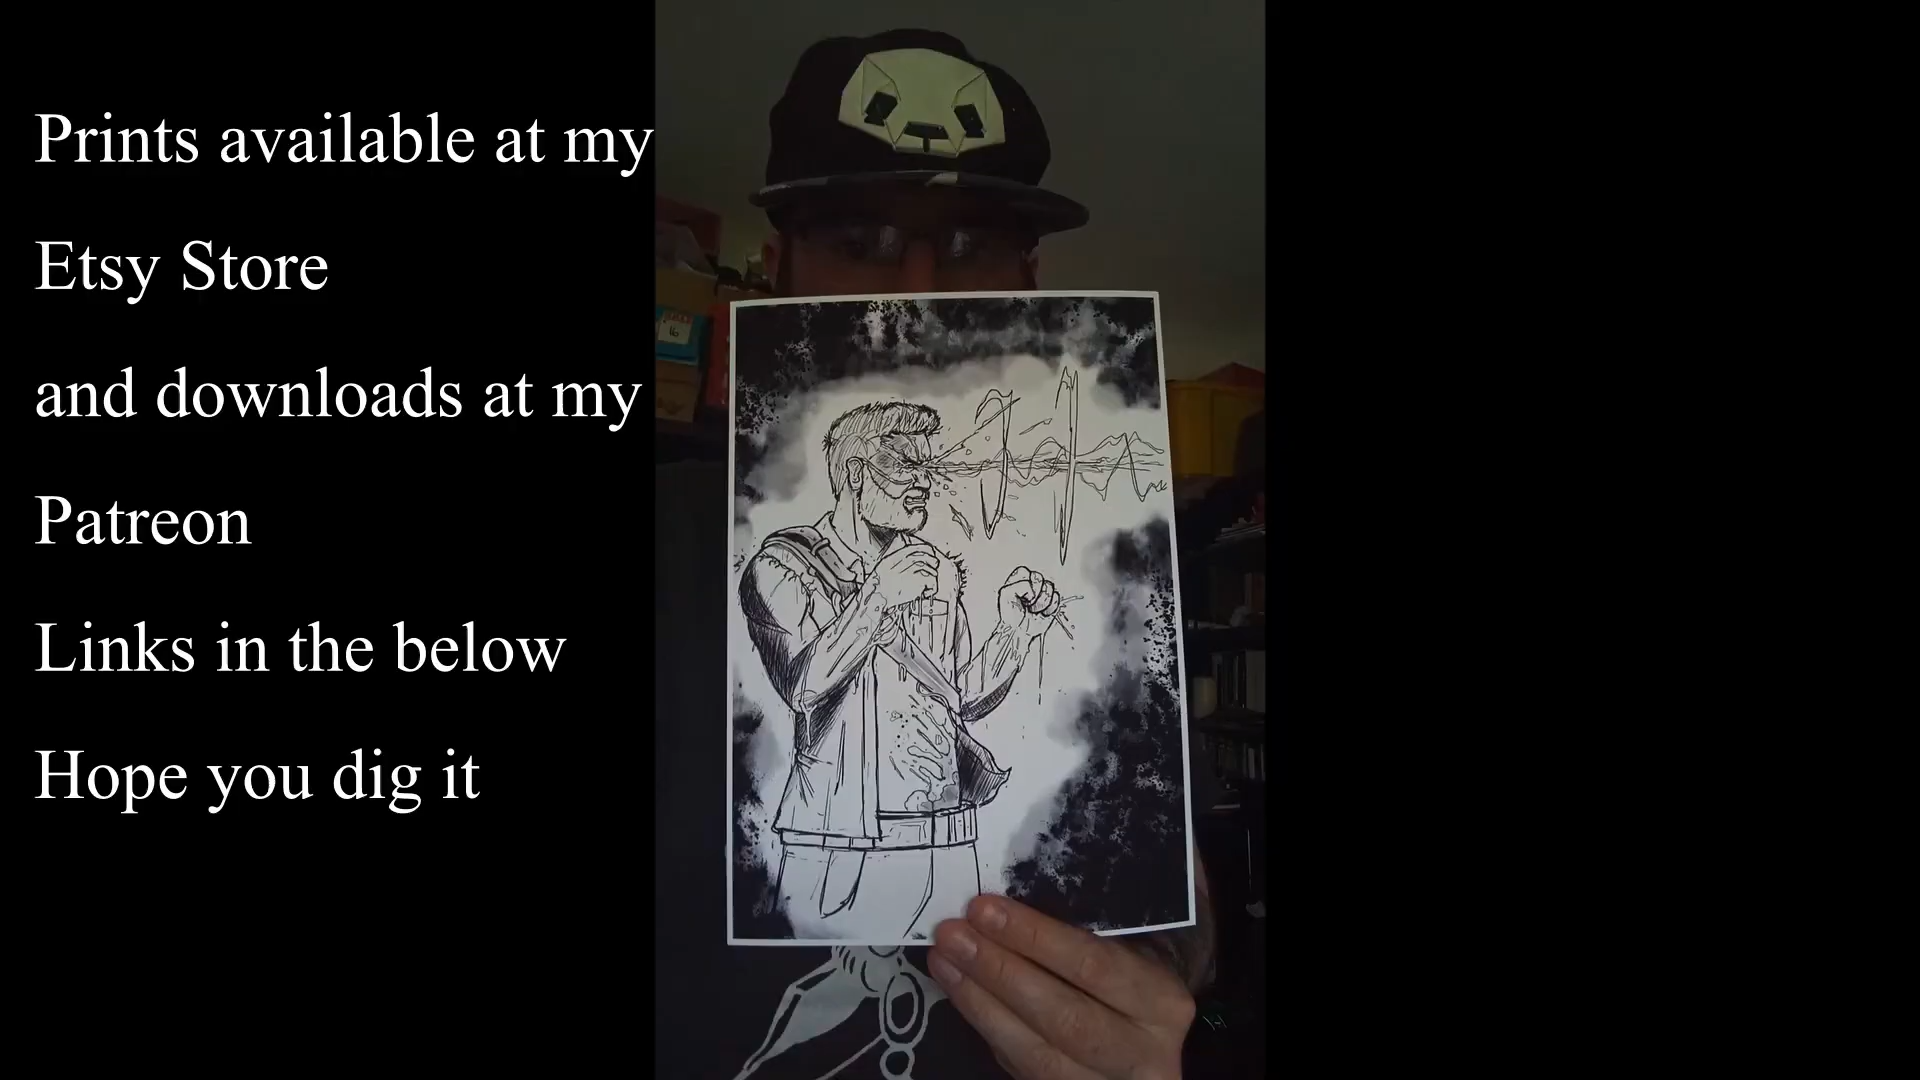 Prints available at my
Etsy Store
and downloads at my
Patreon
Links in the below
Hope you dig it